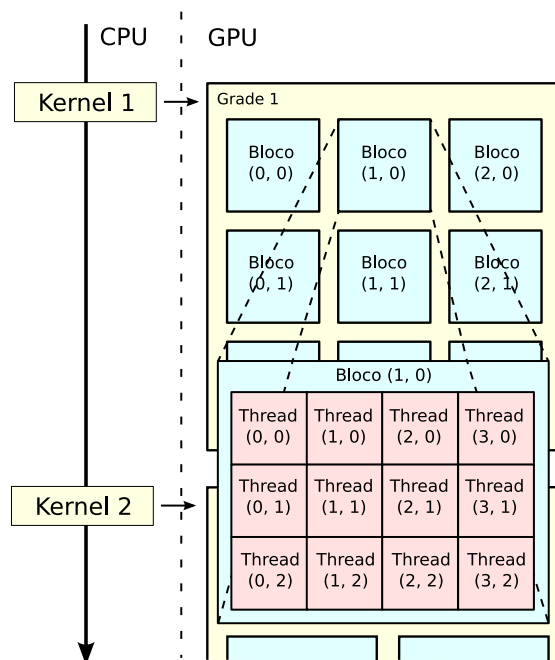 CPU
GPU
Kernel 1
Grade 1
Bloco
(0, 0)
Bloco
(1, 0)
Bloco
(2, 0)
Bloco
(0, 1)
Bloco
(1, 1)
Bloco
(2, 1)
Bloco (1, 0)
Thread
(0, 0)
Thread
(1, 0)
Thread
(2, 0)
Thread
(3, 0)
Thread
(0, 1)
Thread
(1, 1)
Thread
(2, 1)
Thread
(3, 1)
Thread
(0, 2)
Thread
(1, 2)
Thread
(2, 2)
Thread
(3, 2)
Kernel 2